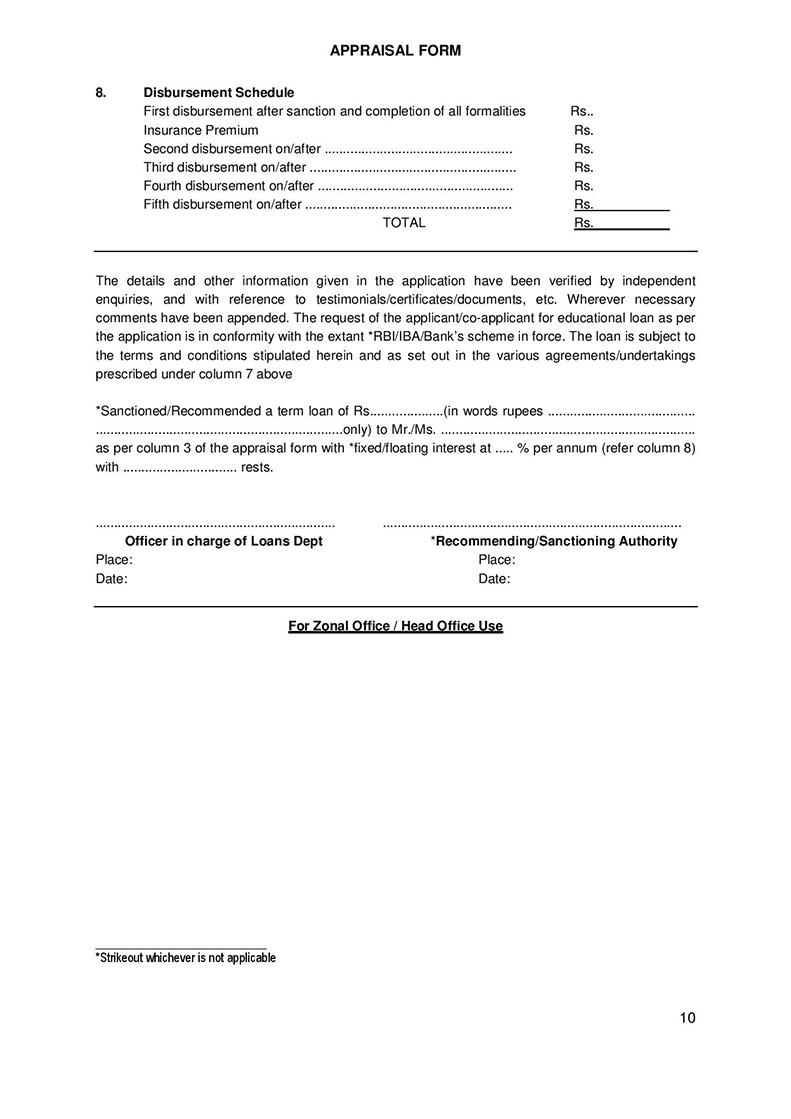 APPRAISAL FORM
8. Disbursement Schedule
First disbursement after sanction and completion of all formalities Rs..
Insurance Premium Rs.
Second disbursement on/after ................................................... Rs.
Third disbursement on/after ........................................................ Rs.
Fourth disbursement on/after ..................................................... Rs.
Fifth disbursement on/after ........................................................ Rs.
TOTAL Rs.
The details and other information given in the application have been verified by independent
enquiries, and with reference to testimonials/certificates/documents, etc. Wherever necessary
comments have been appended. The request of the applicant/co-applicant for educational loan as per
the application is in conformity with the extant *RBI/IBA/Bank's scheme in force. The loan is subject to
the terms and conditions stipulated herein and as set out in the various agreements/undertakings
prescribed under column 7 above
*Sanctioned/Recommended a term loan of Rs....................(in words rupees ........................................
...................................................................only) to Mr./Ms. .....................................................................
as per column 3 of the appraisal form with *fixed/floating interest at ..... % per annum (refer column 8)
with ............................... rests.
................................................................. .................................................................................
Officer in charge of Loans Dept *Recommending/Sanctioning Authority
Place: Place:
Date: Date:
For Zonal Office / Head Office Use
*Strikeout whichever is not applicable
10